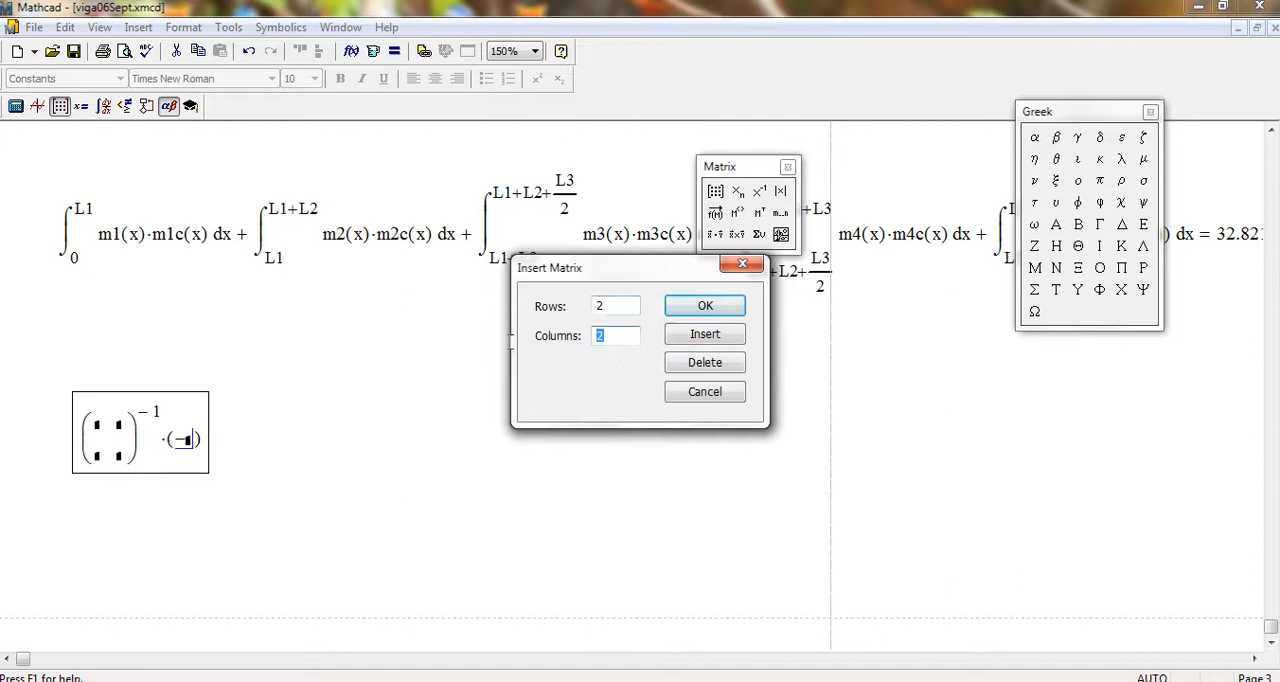 Mathcad - [viga06Sept.xmcd]
File Edit View Insert Format Tools Symbolics Window Help
150%
Constants Times New Roman 10 B I U
Greek
α β γ δ ε ζ
η θ ι κ λ μ
ν ξ ο π ρ σ
τ υ ϕ φ χ ψ
ω Α Β Γ Δ Ε
Ζ Η Θ Ι Κ Λ
Μ Ν Ξ Ο Π Ρ
Σ Τ Υ Φ Χ Ψ
Ω
Matrix
∫ L1 0 m1(x)·m1c(x) dx + ∫ L1+L2 L1 m2(x)·m2c(x) dx + ∫ L1+L2+ L3/2 m3(x)·m3c(x) +L3 +L2+ L3/2 m4(x)·m4c(x) dx + ∫ ) dx = 32.821
Insert Matrix
Rows: 2 OK
Columns: 2 Insert
Delete
Cancel
( )− 1 ·(−)
Press F1 for help. AUTO Page 3